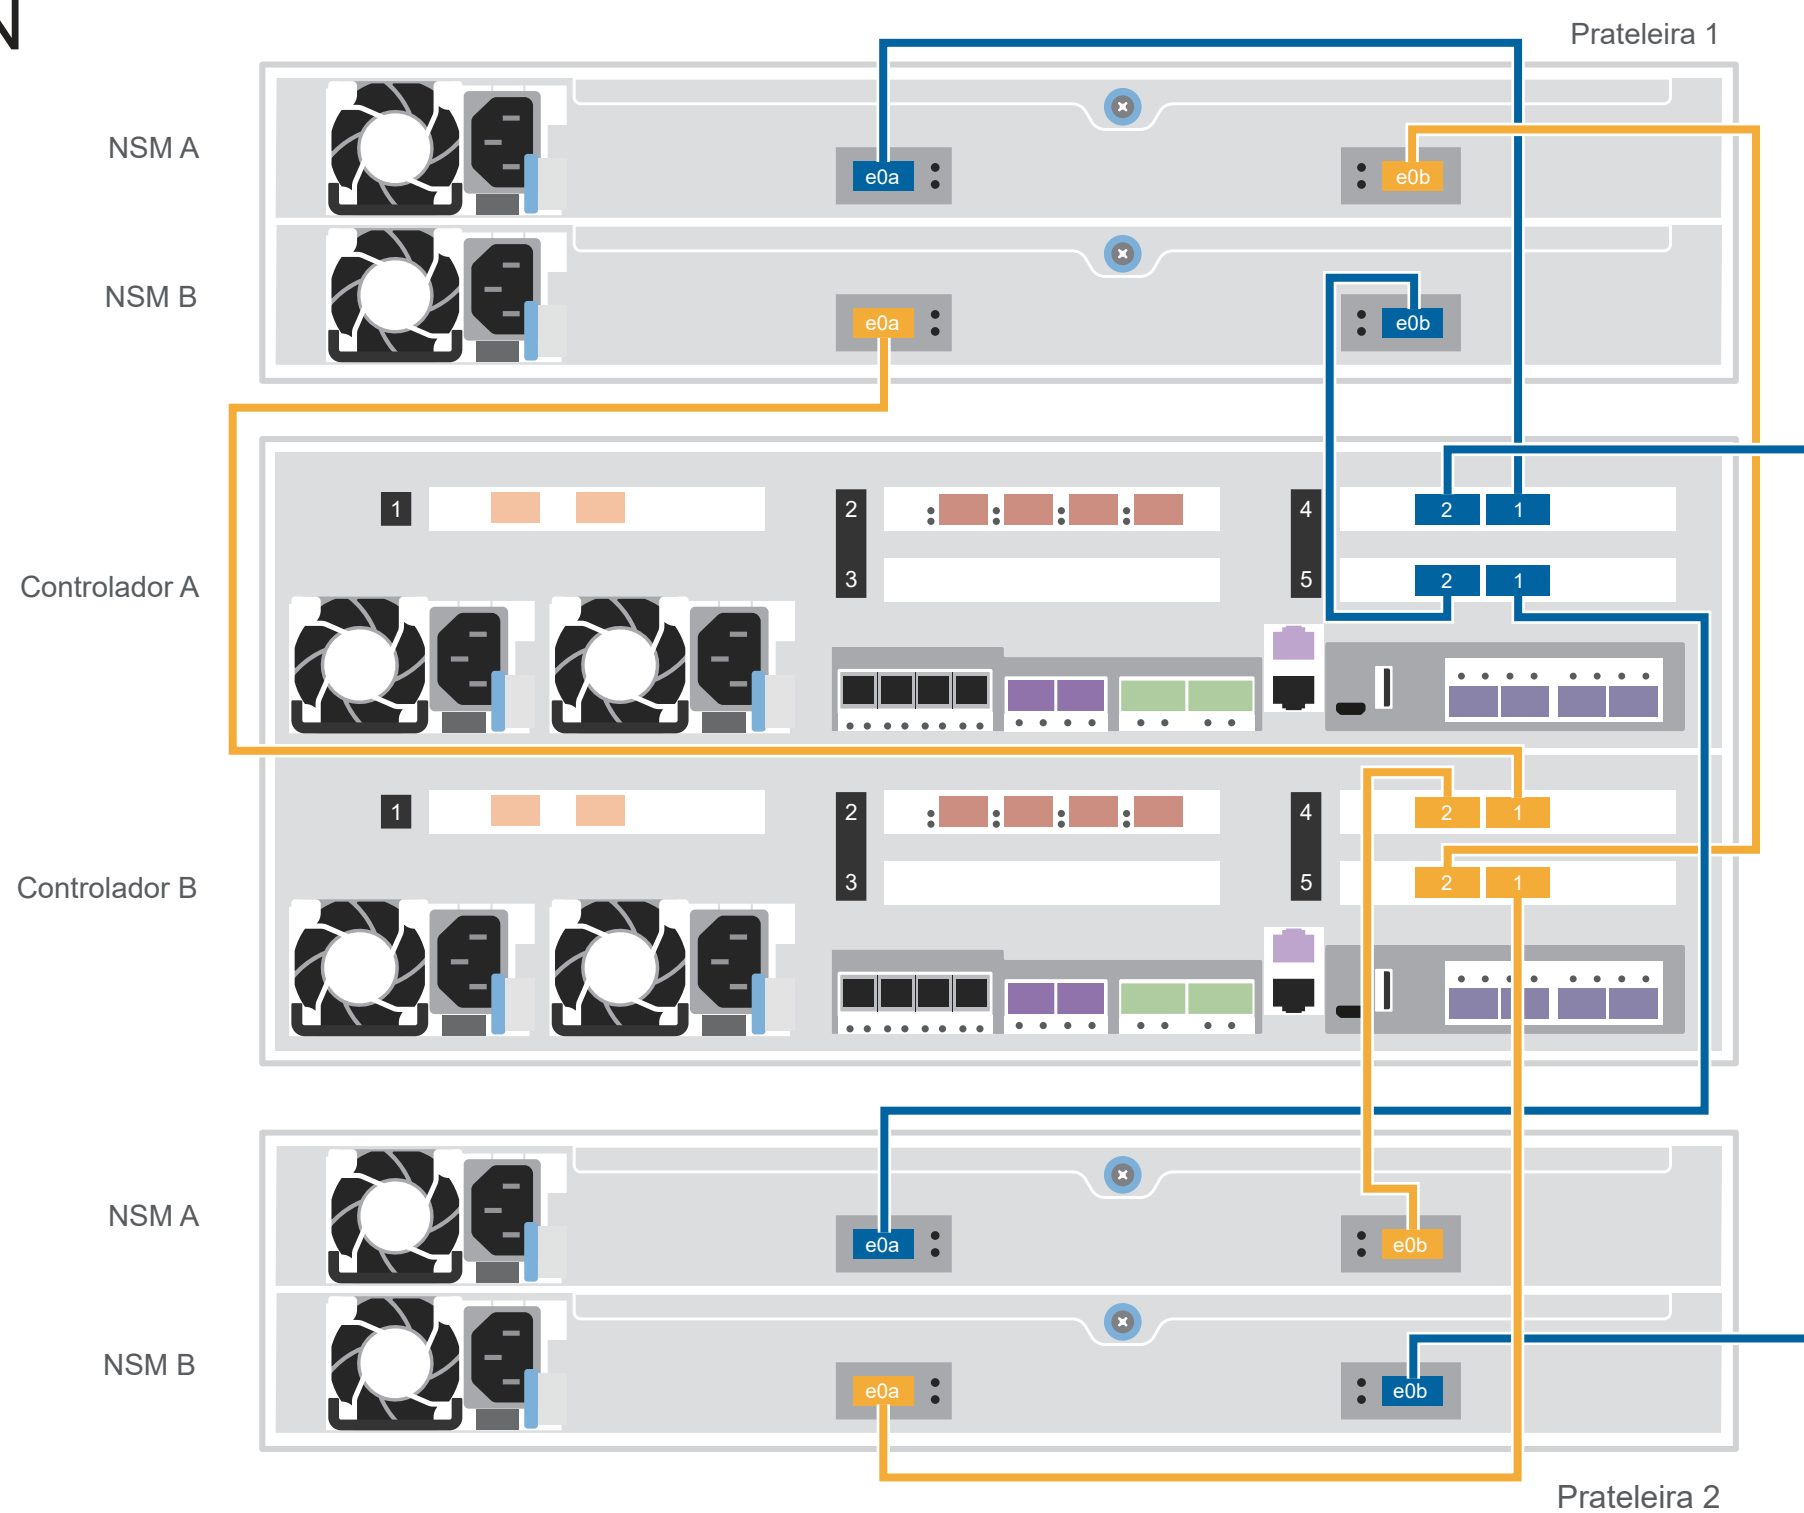 N
Prateleira 1
NSM A
e0a
e0b
NSM B
e0a
e0b
1
2
4
2 1
Controlador A
3
5
2 1
1
2
4
2 1
Controlador B
3
5
2 1
NSM A
e0a
e0b
NSM B
e0a
e0b
Prateleira 2